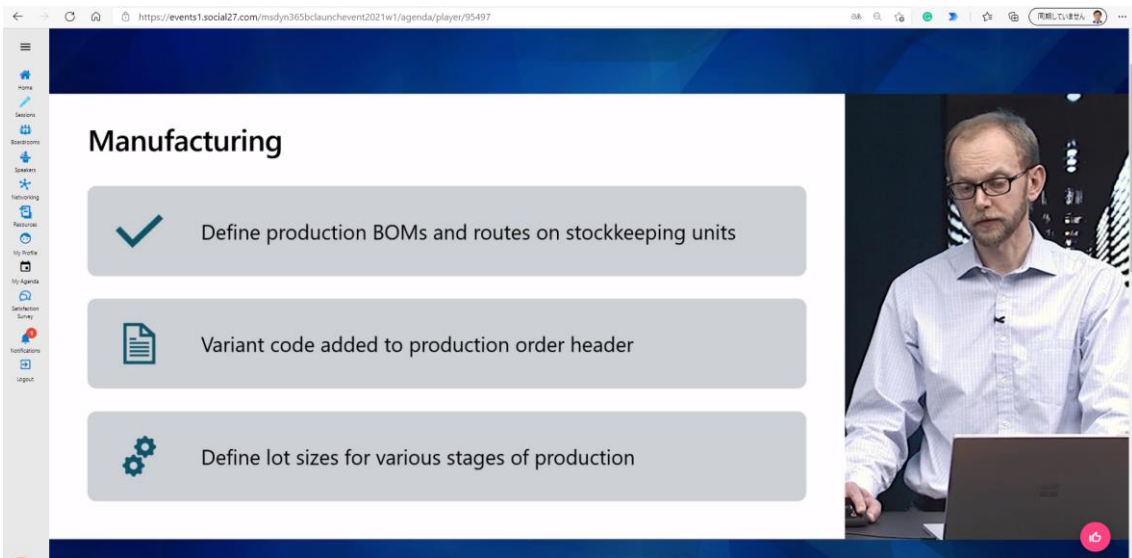 https://events1.social27.com/msdyn365bclaunchevent2021w1/agenda/player/95497
同期していません
Home
Sessions
Boardrooms
Speakers
Networking
Resources
My Profile
My Agenda
Satisfaction
Survey
Notifications
Logout
Manufacturing
Define production BOMs and routes on stockkeeping units
Variant code added to production order header
Define lot sizes for various stages of production